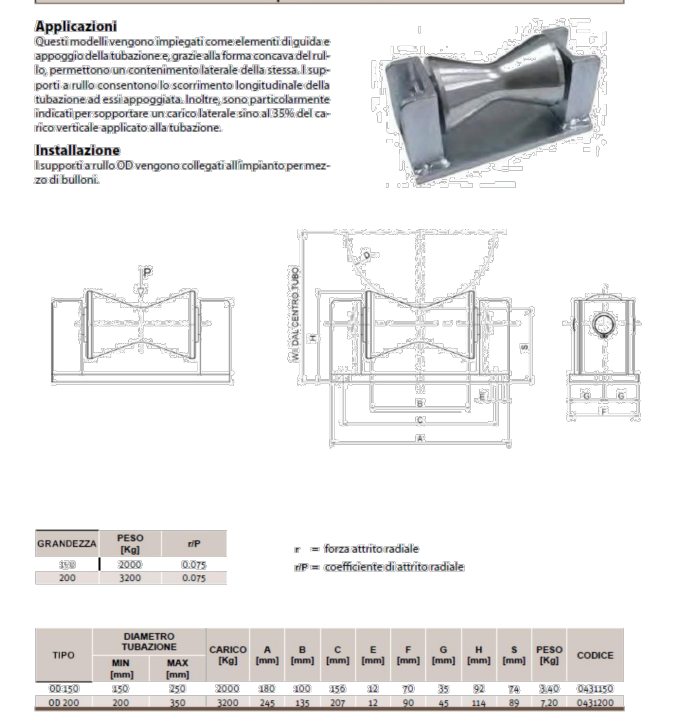 Applicazioni
Questi modelli vengono impiegati come elementi di guida e
appoggio della tubazione e, grazie alla forma concava del rul-
lo, permettono un contenimento laterale della stessa. I sup-
porti a rullo consentono lo scorrimento longitudinale della
tubazione ad essi appoggiata. Inoltre, sono particolarmente
indicati per sopportare un carico laterale sino al 35% del ca-
rico verticale applicato alla tubazione.
Installazione
I supporti a rullo OD vengono collegati all'impianto per mez-
zo di bulloni.
P
W: DAL CENTRO TUBO
H
S
E
B
C
A
G G
F
GRANDEZZA PESO [Kg] r/P
150 2000 0.075
200 3200 0.075
r = forza attrito radiale
r/P = coefficiente di attrito radiale
TIPO DIAMETRO TUBAZIONE CARICO [Kg] A [mm] B [mm] C [mm] E [mm] F [mm] G [mm] H [mm] S [mm] PESO [Kg] CODICE
MIN [mm] MAX [mm]
OD 150 150 250 2000 180 100 156 12 70 35 92 74 3,40 0431150
OD 200 200 350 3200 245 135 207 12 90 45 114 89 7,20 0431200